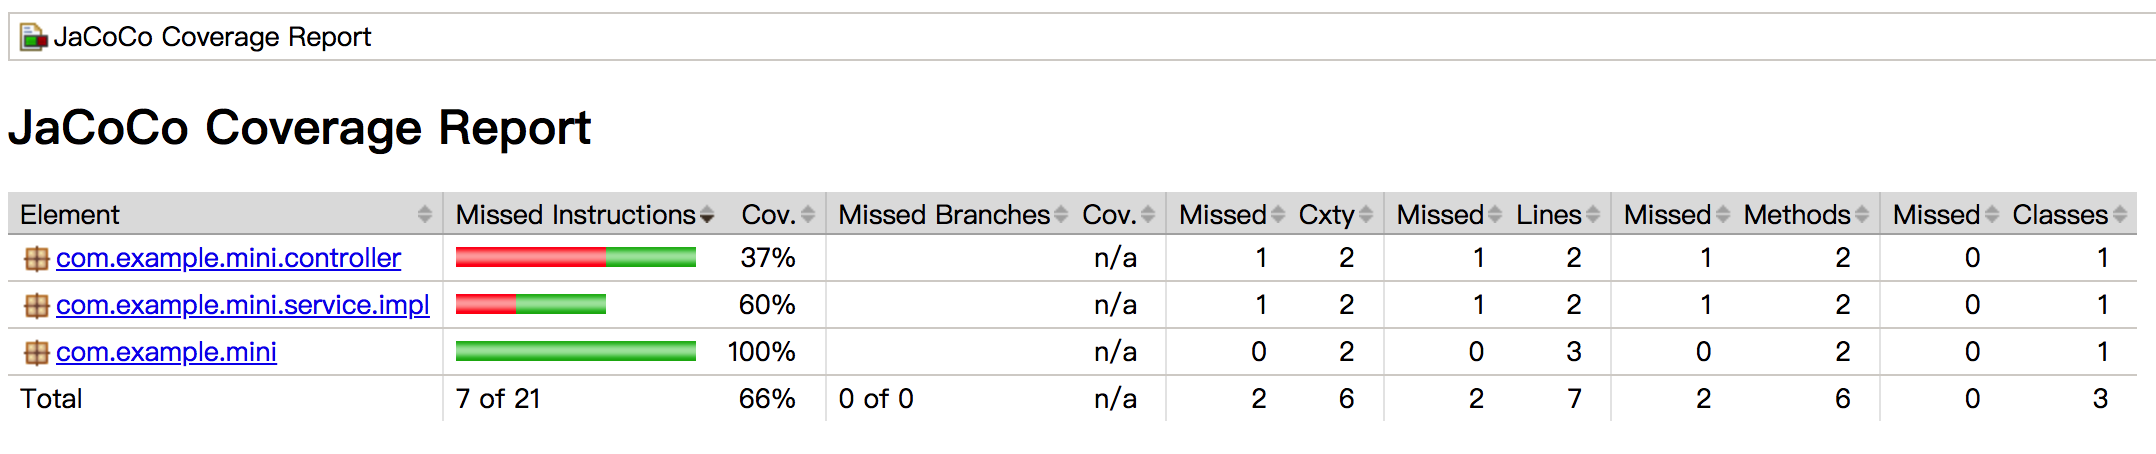 JaCoCo Coverage Report
JaCoCo Coverage Report
Element Missed Instructions Cov. Missed Branches Cov. Missed Cxty Missed Lines Missed Methods Missed Classes
com.example.mini.controller 37% n/a 1 2 1 2 1 2 0 1
com.example.mini.service.impl 60% n/a 1 2 1 2 1 2 0 1
com.example.mini 100% n/a 0 2 0 3 0 2 0 1
Total 7 of 21 66% 0 of 0 n/a 2 6 2 7 2 6 0 3